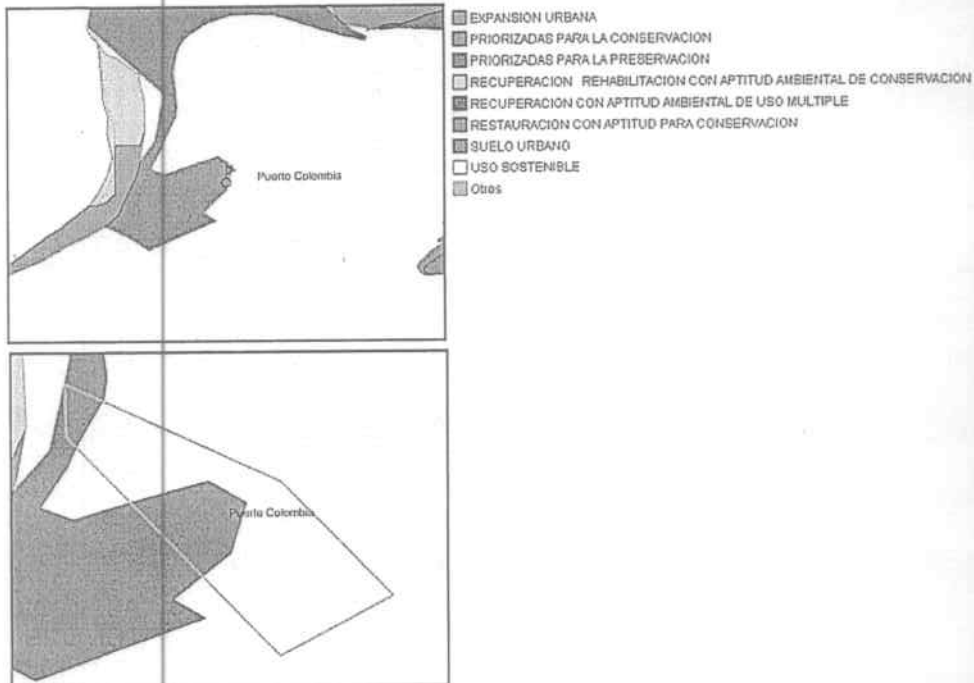 EXPANSION URBANA
PRIORIZADAS PARA LA CONSERVACION
PRIORIZADAS PARA LA PRESERVACION
RECUPERACION REHABILITACION CON APTITUD AMBIENTAL DE CONSERVACION
RECUPERACION CON APTITUD AMBIENTAL DE USO MULTIPLE
RESTAURACION CON APTITUD PARA CONSERVACION
SUELO URBANO
USO SOSTENIBLE
Otros
Puerto Colombia
Puerto Colombia